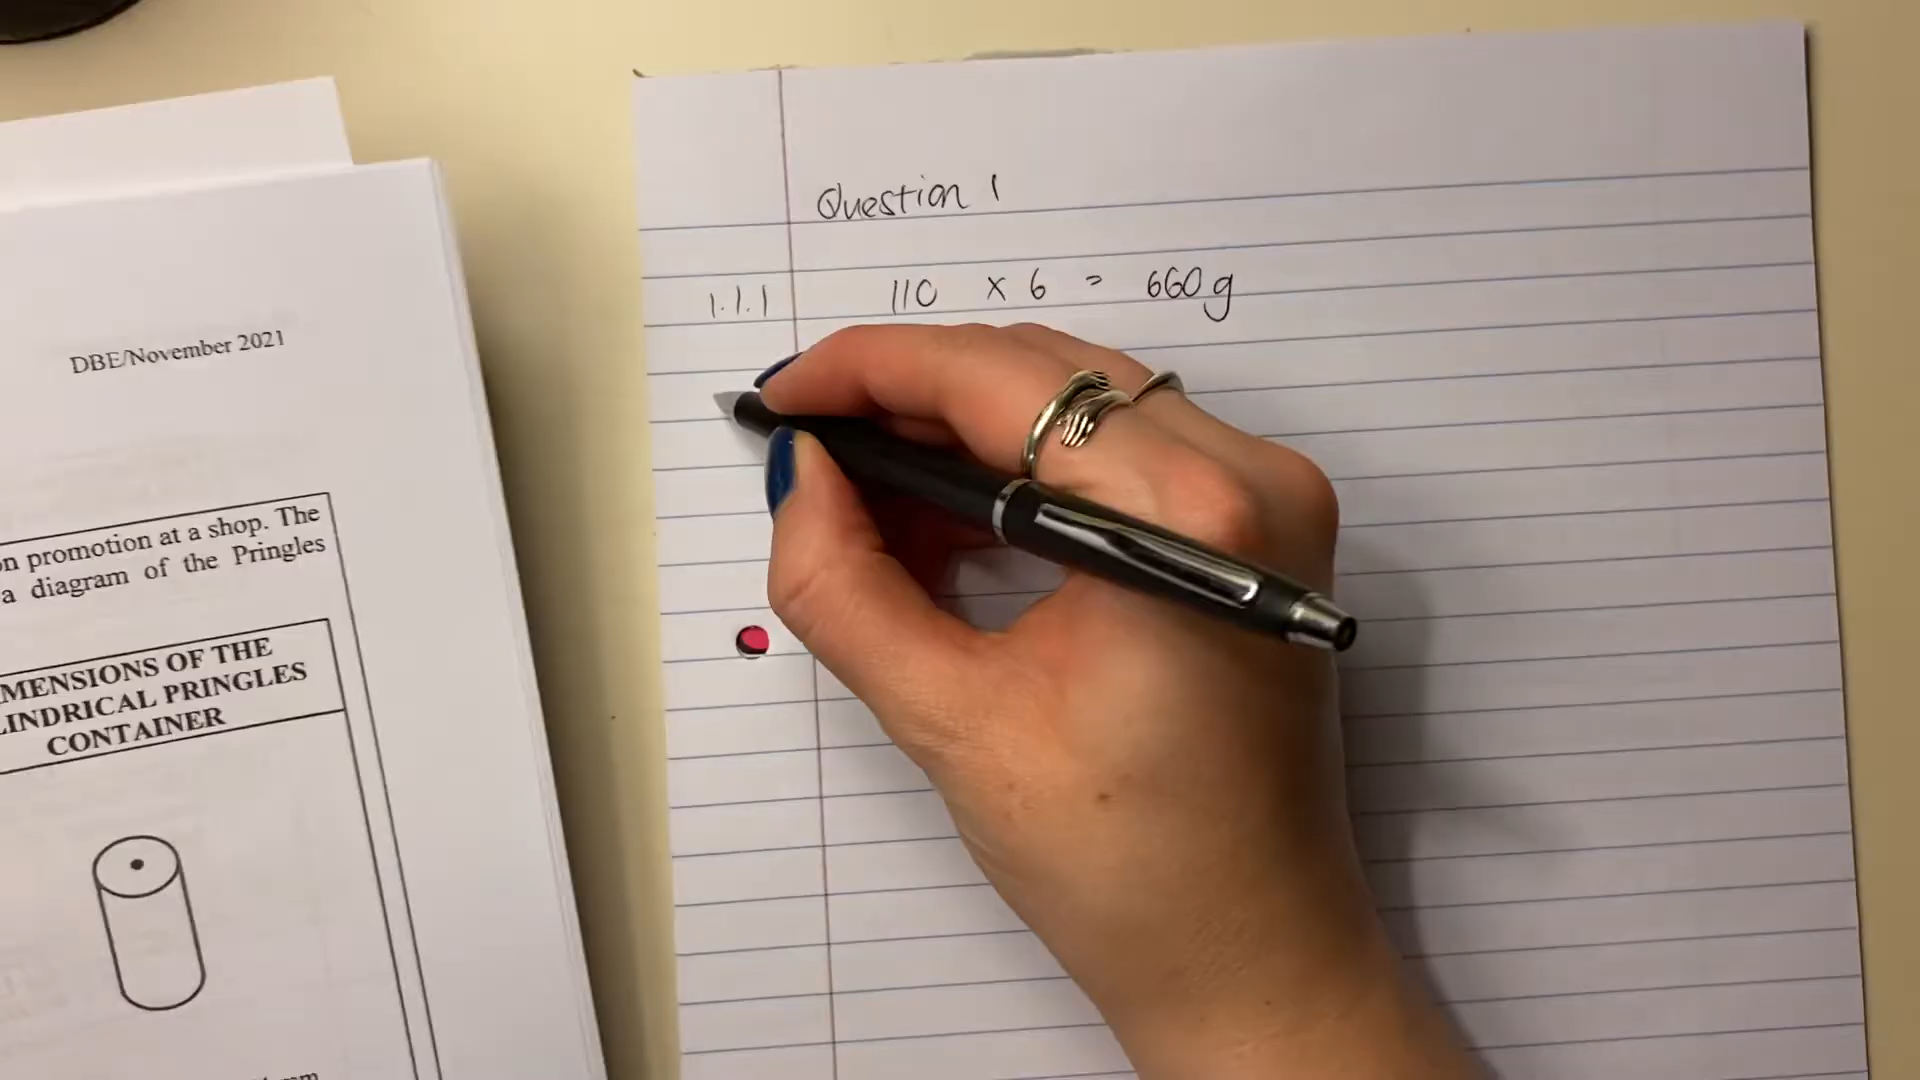 DBE/November 2021
on promotion at a shop. The
a diagram of the Pringles
MENSIONS OF THE
LINDRICAL PRINGLES
CONTAINER
Question 1
1.1.1 110 x 6 = 660g